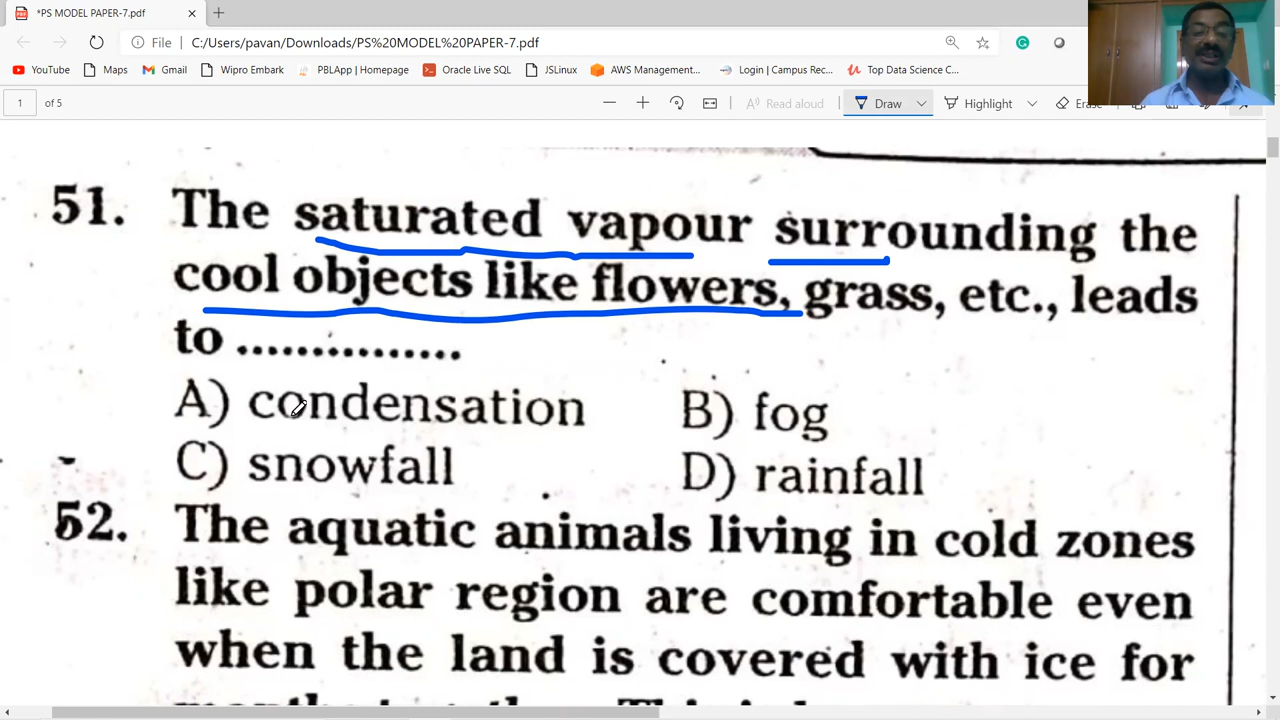 *PS MODEL PAPER-7.pdf
File C:/Users/pavan/Downloads/PS%20MODEL%20PAPER-7.pdf
YouTube Maps Gmail Wipro Embark PBLApp | Homepage Oracle Live SQL JSLinux AWS Management... Login | Campus Rec... Top Data Science C...
1 of 5 Read aloud Draw Highlight Erase
51. The saturated vapour surrounding the
cool objects like flowers, grass, etc., leads
to ...............
A) condensation B) fog
C) snowfall D) rainfall
52. The aquatic animals living in cold zones
like polar region are comfortable even
when the land is covered with ice for